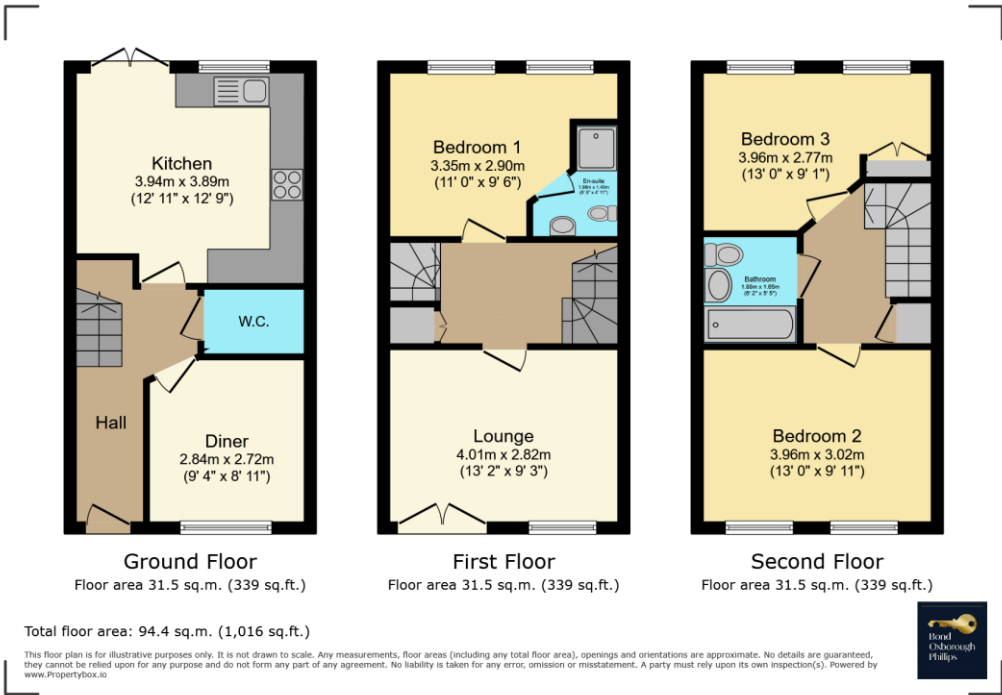 Kitchen
3.94m x 3.89m
(12' 11" x 12' 9")
W.C.
Hall
Diner
2.84m x 2.72m
(9' 4" x 8' 11")
Ground Floor
Floor area 31.5 sq.m. (339 sq.ft.)
Bedroom 1
3.35m x 2.90m
(11' 0" x 9' 6")
En-suite
Lounge
4.01m x 2.82m
(13' 2" x 9' 3")
First Floor
Floor area 31.5 sq.m. (339 sq.ft.)
Bedroom 3
3.96m x 2.77m
(13' 0" x 9' 1")
Bathroom
1.88m x 1.65m
(6' 2" x 5' 5")
Bedroom 2
3.96m x 3.02m
(13' 0" x 9' 11")
Second Floor
Floor area 31.5 sq.m. (339 sq.ft.)
Total floor area: 94.4 sq.m. (1,016 sq.ft.)
This floor plan is for illustrative purposes only. It is not drawn to scale. Any measurements, floor areas (including any total floor area), openings and orientations are approximate. No details are guaranteed,
they cannot be relied upon for any purpose and do not form any part of any agreement. No liability is taken for any error, omission or misstatement. A party must rely upon its own inspection(s). Powered by
www.Propertybox.io
Bond
Oxborough
Phillips